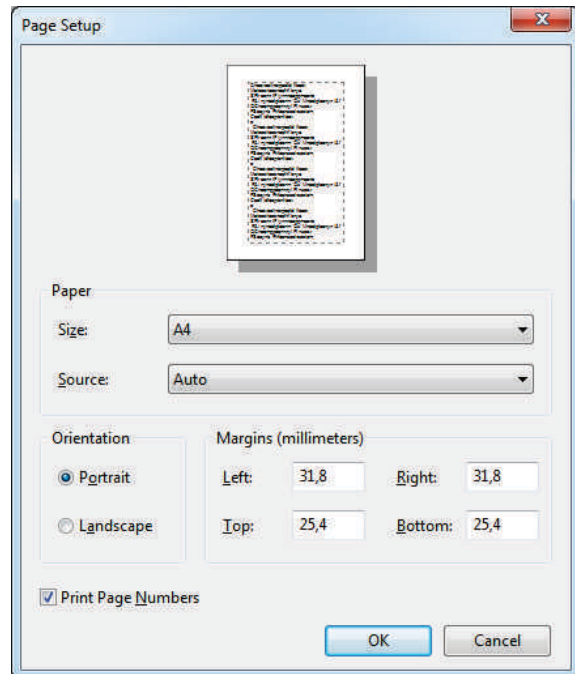 Page Setup
Paper
Size: A4
Source: Auto
Orientation
Portrait
Landscape
Margins (millimeters)
Left: 31,8 Right: 31,8
Top: 25,4 Bottom: 25,4
Print Page Numbers
OK Cancel